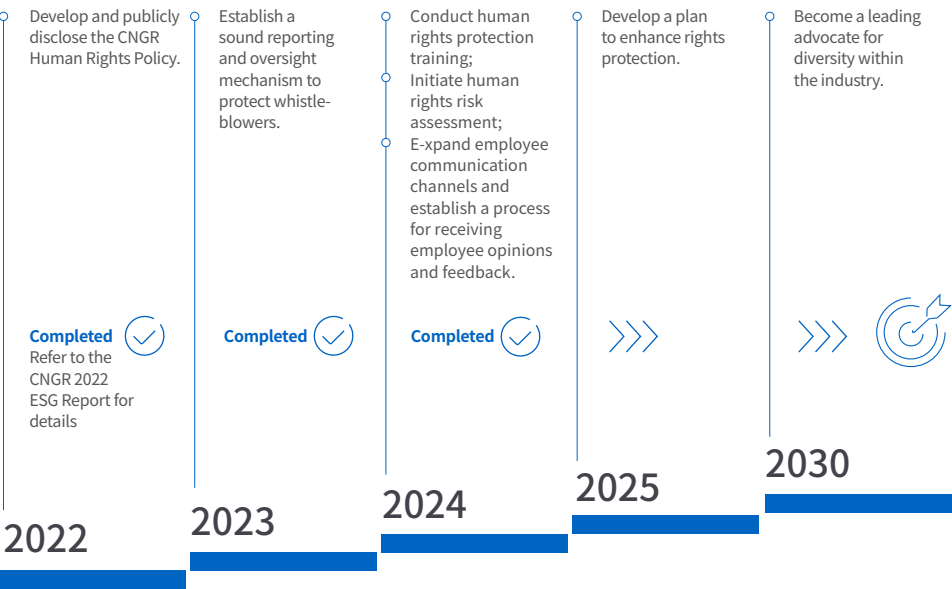 Develop and publicly
disclose the CNGR
Human Rights Policy.
Completed
Refer to the
CNGR 2022
ESG Report for
details
2022
Establish a
sound reporting
and oversight
mechanism to
protect whistle-
blowers.
Completed
2023
Conduct human
rights protection
training;
Initiate human
rights risk
assessment;
E-xpand employee
communication
channels and
establish a process
for receiving
employee opinions
and feedback.
Completed
2024
Develop a plan
to enhance rights
protection.
2025
Become a leading
advocate for
diversity within
the industry.
2030